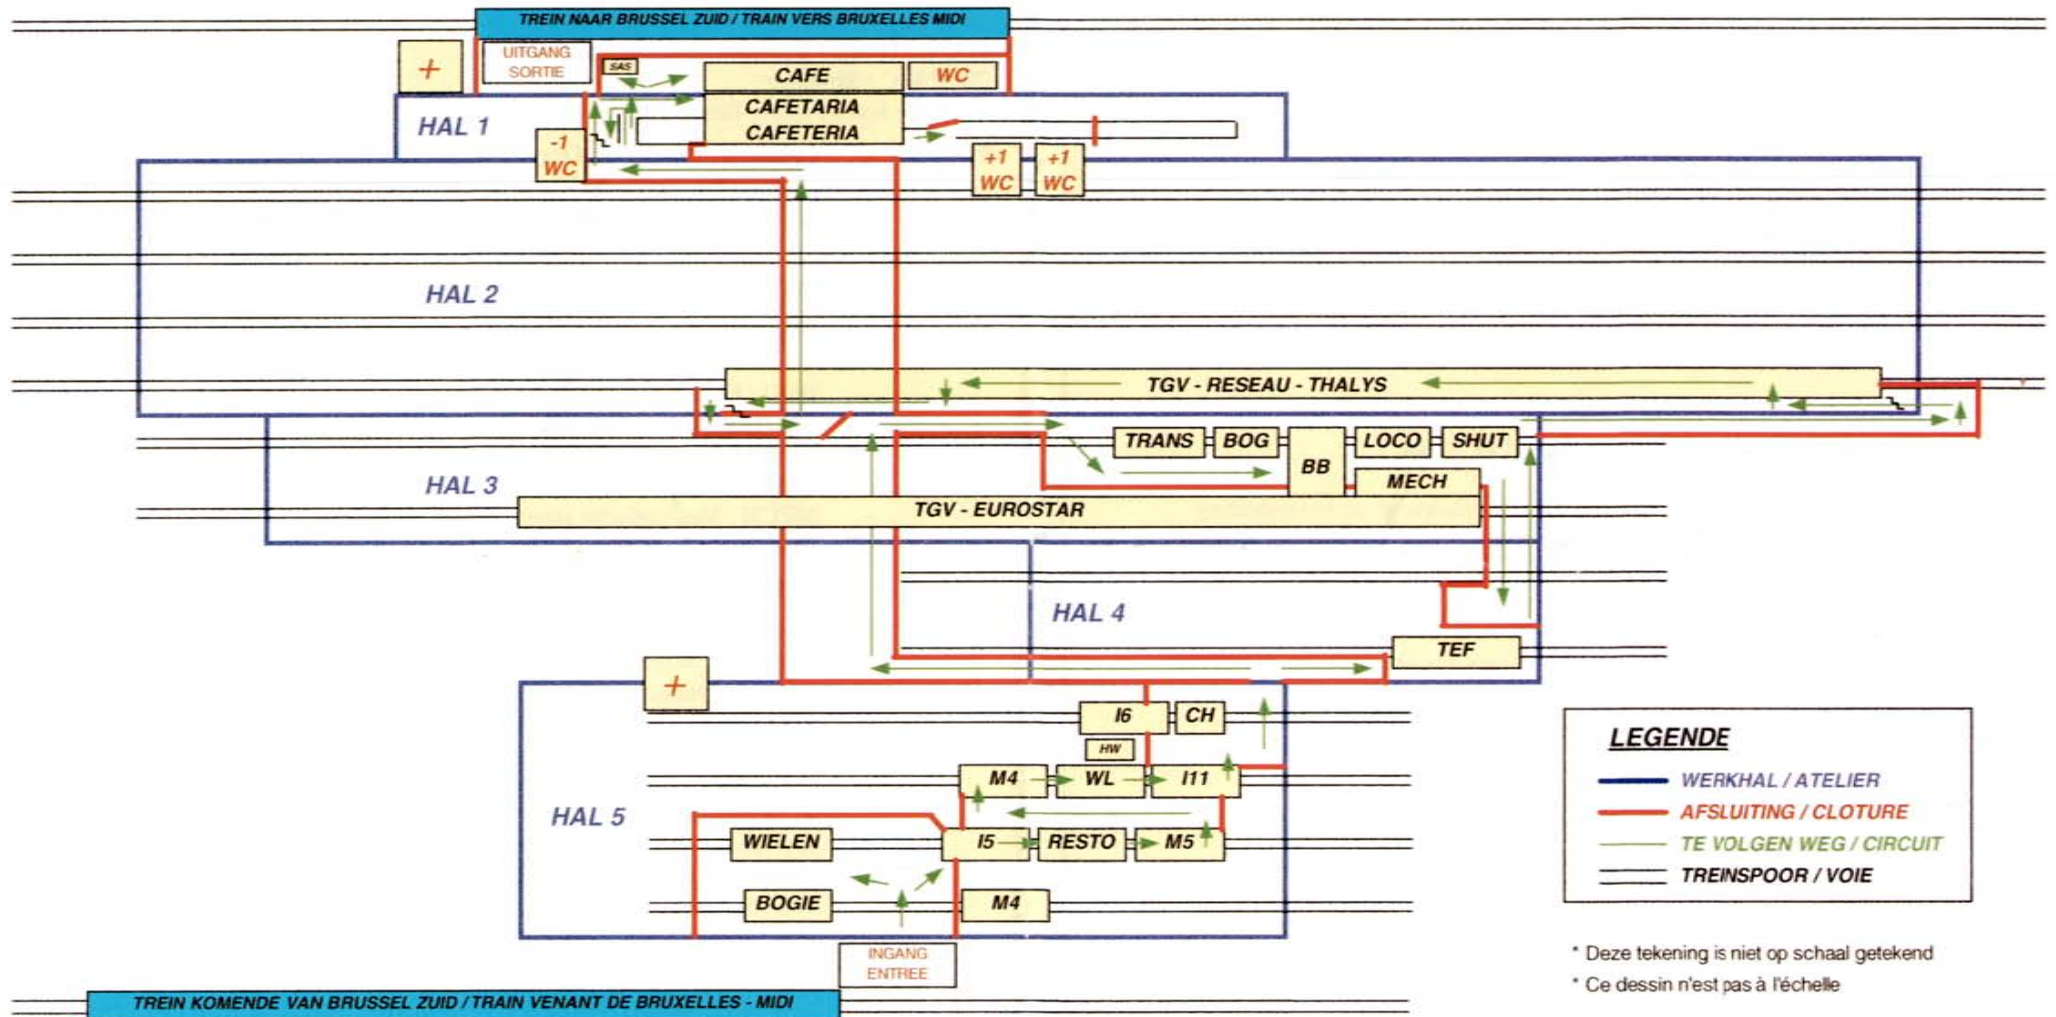 TREIN NAAR BRUSSEL ZUID / TRAIN VERS BRUXELLES MIDI
+
UITGANG
SORTIE
SAS
CAFE
WC
HAL 1
CAFETARIA
CAFETERIA
-1
WC
+1
WC
+1
WC
HAL 2
TGV - RESEAU - THALYS
TRANS
BOG
BB
LOCO
SHUT
HAL 3
MECH
TGV - EUROSTAR
HAL 4
TEF
+
I6
CH
HW
M4
WL
I11
HAL 5
WIELEN
I5
RESTO
M5
BOGIE
M4
INGANG
ENTREE
TREIN KOMENDE VAN BRUSSEL ZUID / TRAIN VENANT DE BRUXELLES - MIDI
LEGENDE
WERKHAL / ATELIER
AFSLUITING / CLOTURE
TE VOLGEN WEG / CIRCUIT
TREINSPOOR / VOIE
* Deze tekening is niet op schaal getekend
* Ce dessin n'est pas à l'échelle